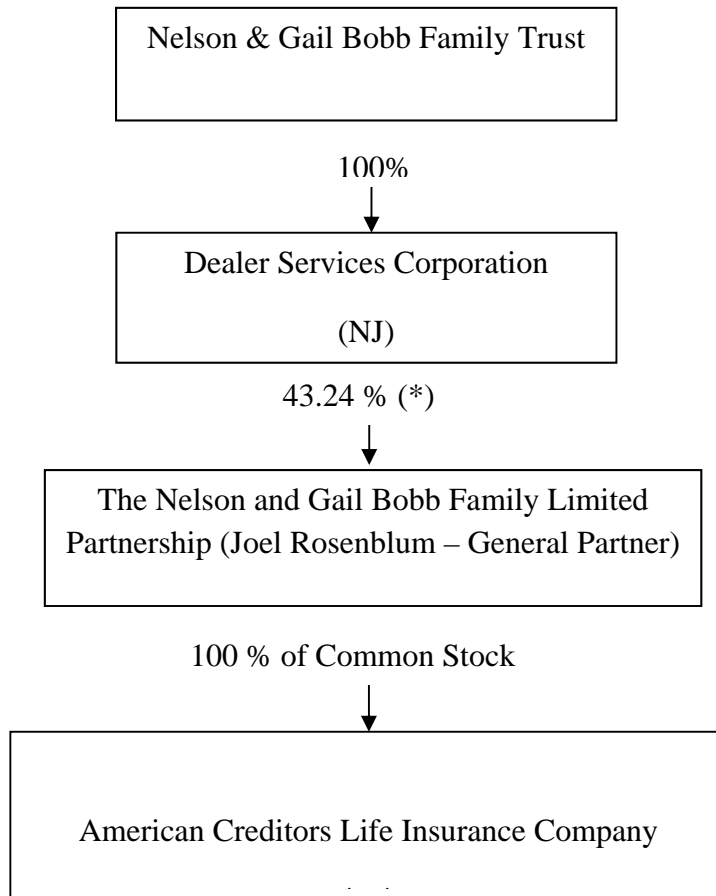 Nelson & Gail Bobb Family Trust
100%
Dealer Services Corporation
(NJ)
43.24 % (*)
The Nelson and Gail Bobb Family Limited
Partnership (Joel Rosenblum – General Partner)
100 % of Common Stock
American Creditors Life Insurance Company